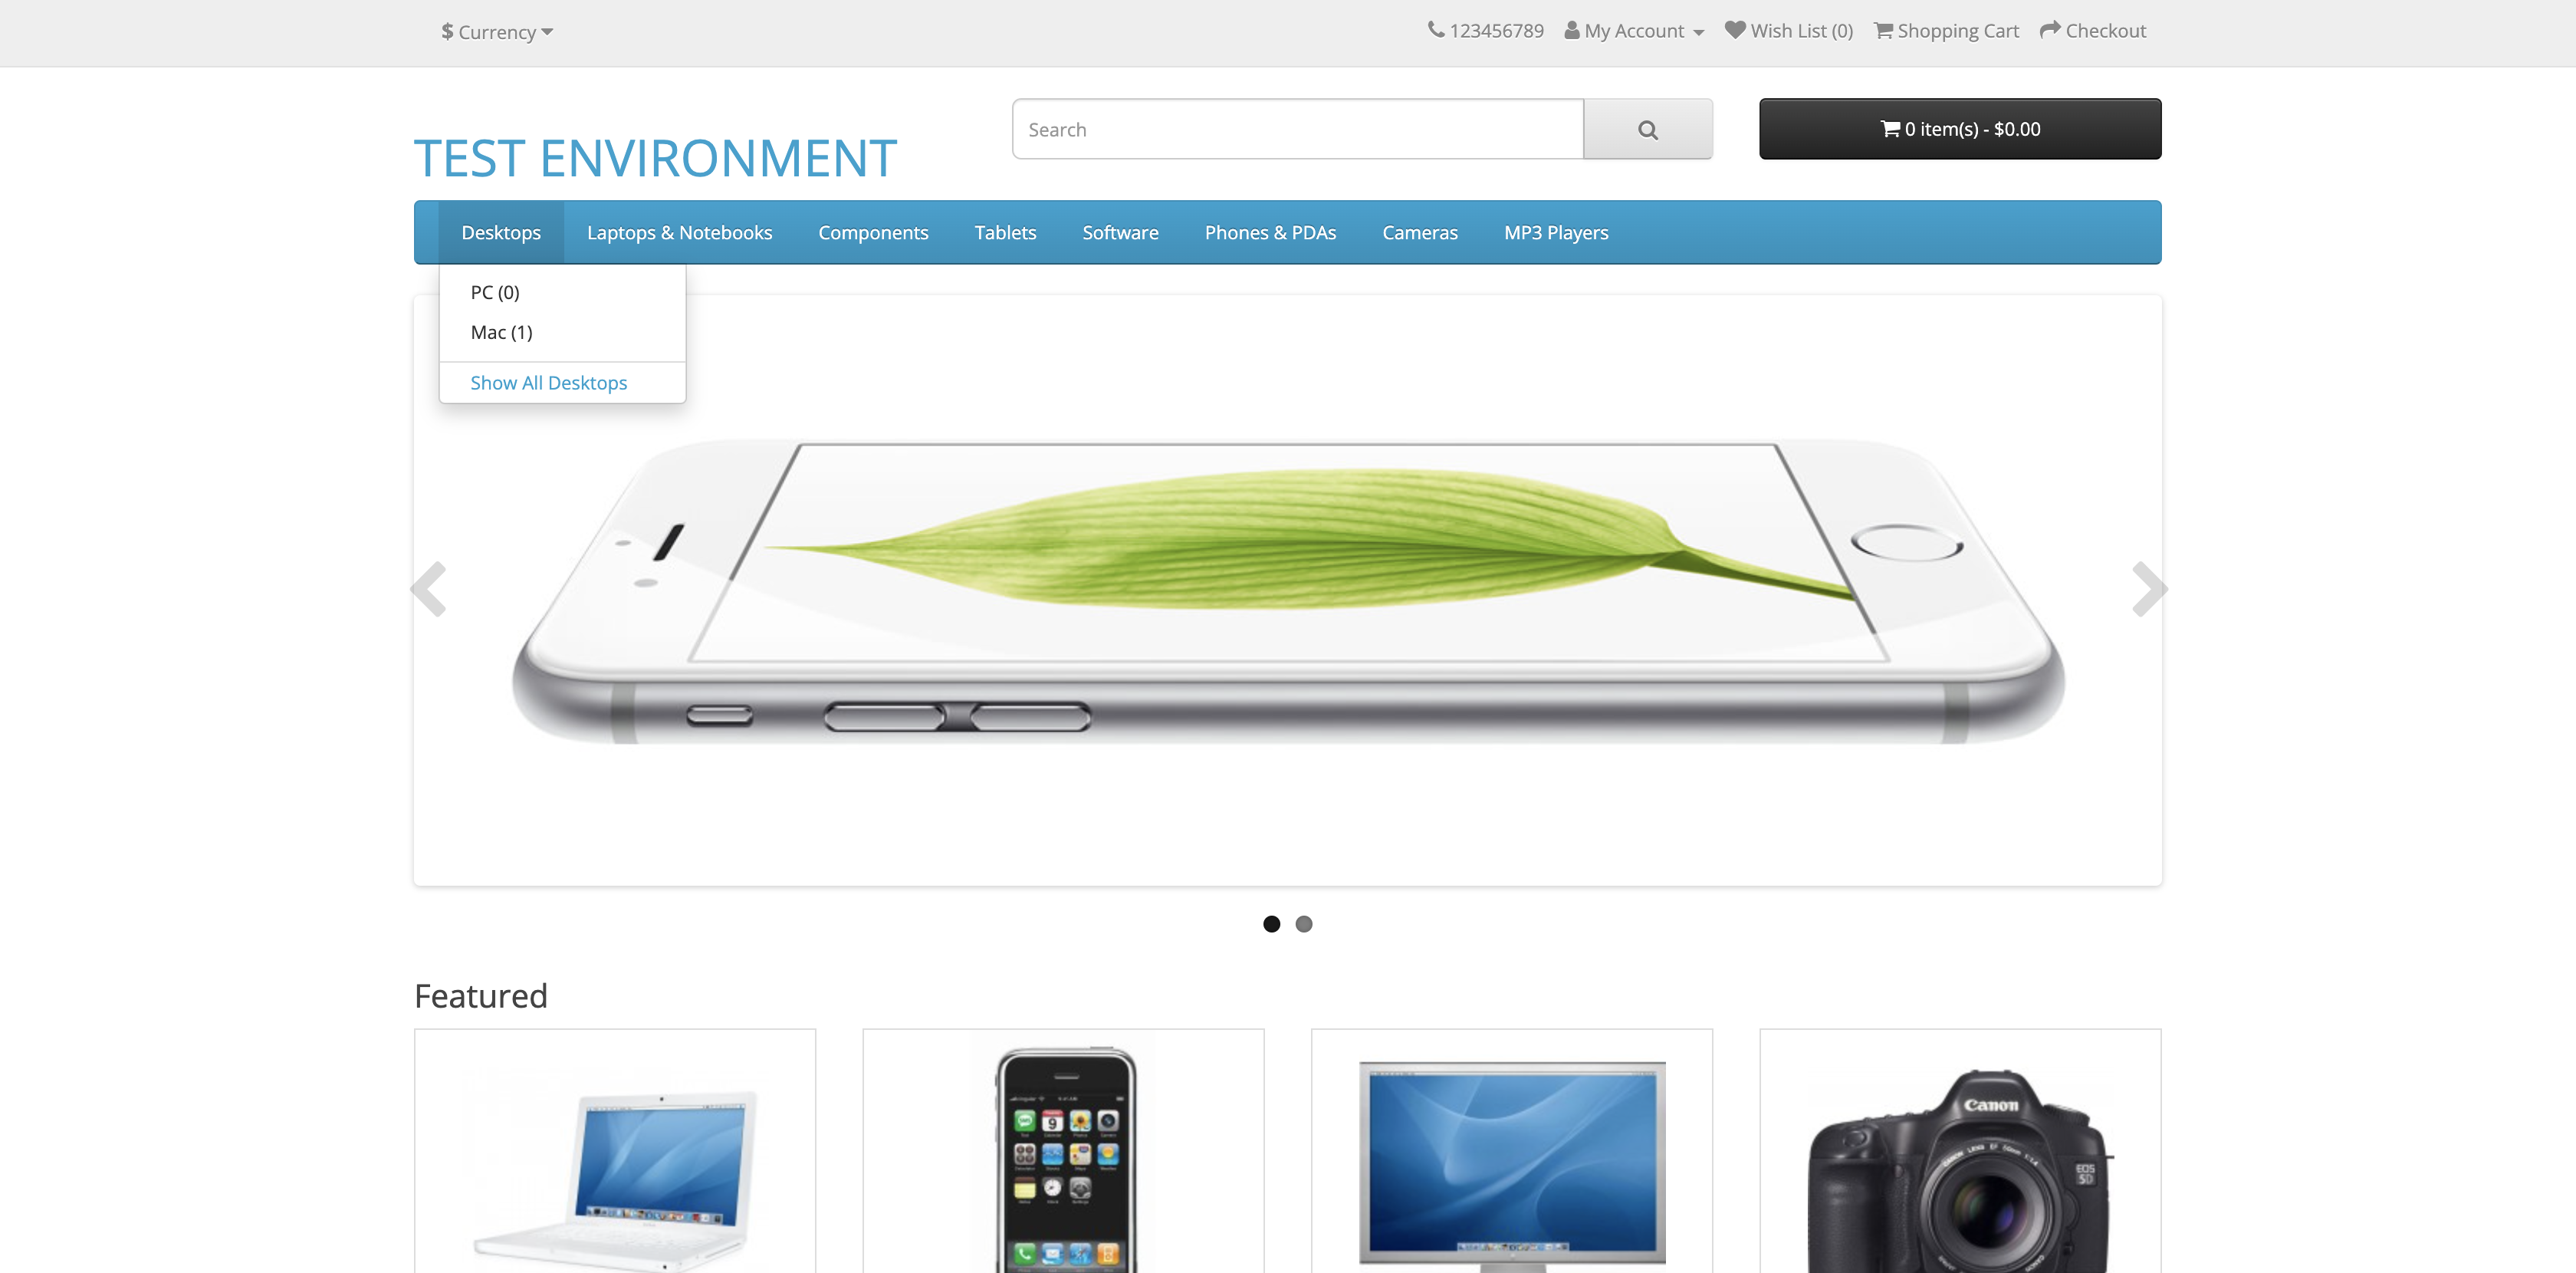 $ Currency
123456789 My Account Wish List (0) Shopping Cart Checkout
TEST ENVIRONMENT
Search
0 item(s) - $0.00
Desktops Laptops & Notebooks Components Tablets Software Phones & PDAs Cameras MP3 Players
PC (0)
Mac (1)
Show All Desktops
Featured
9
Canon
EOS
5D